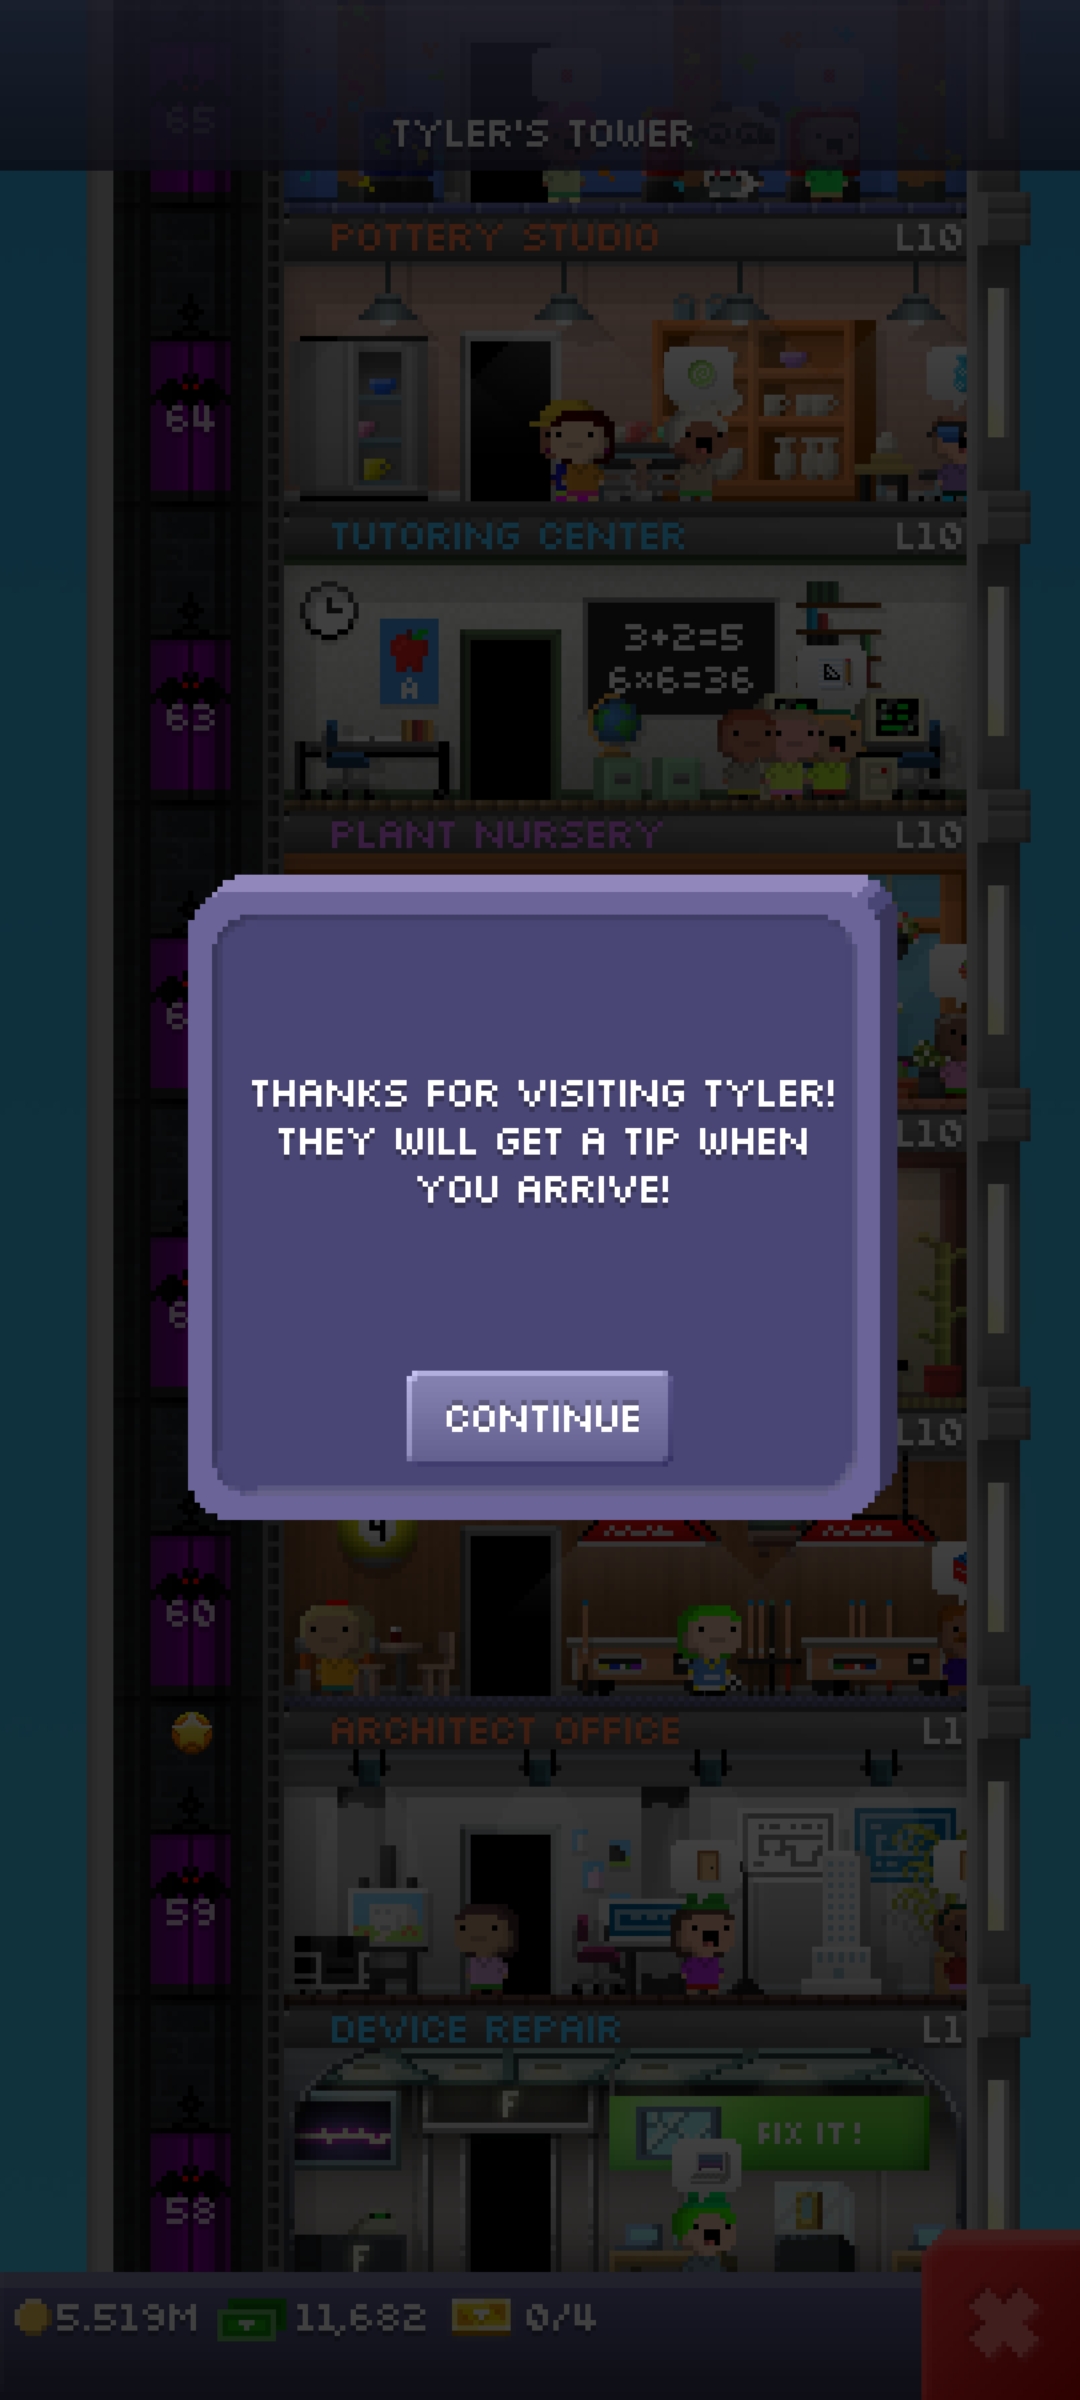 65
TYLER'S TOWER
POTTERY STUDIO L10
64
TUTORING CENTER L10
3+2=5
6×6=36
A
63
PLANT NURSERY L10
6
THANKS FOR VISITING TYLER!
THEY WILL GET A TIP WHEN
YOU ARRIVE!
L10
6
CONTINUE
L10
4
60
ARCHITECT OFFICE L1
59
DEVICE REPAIR L1
F
FIX IT!
58
F
5.519M 11,682 0/4